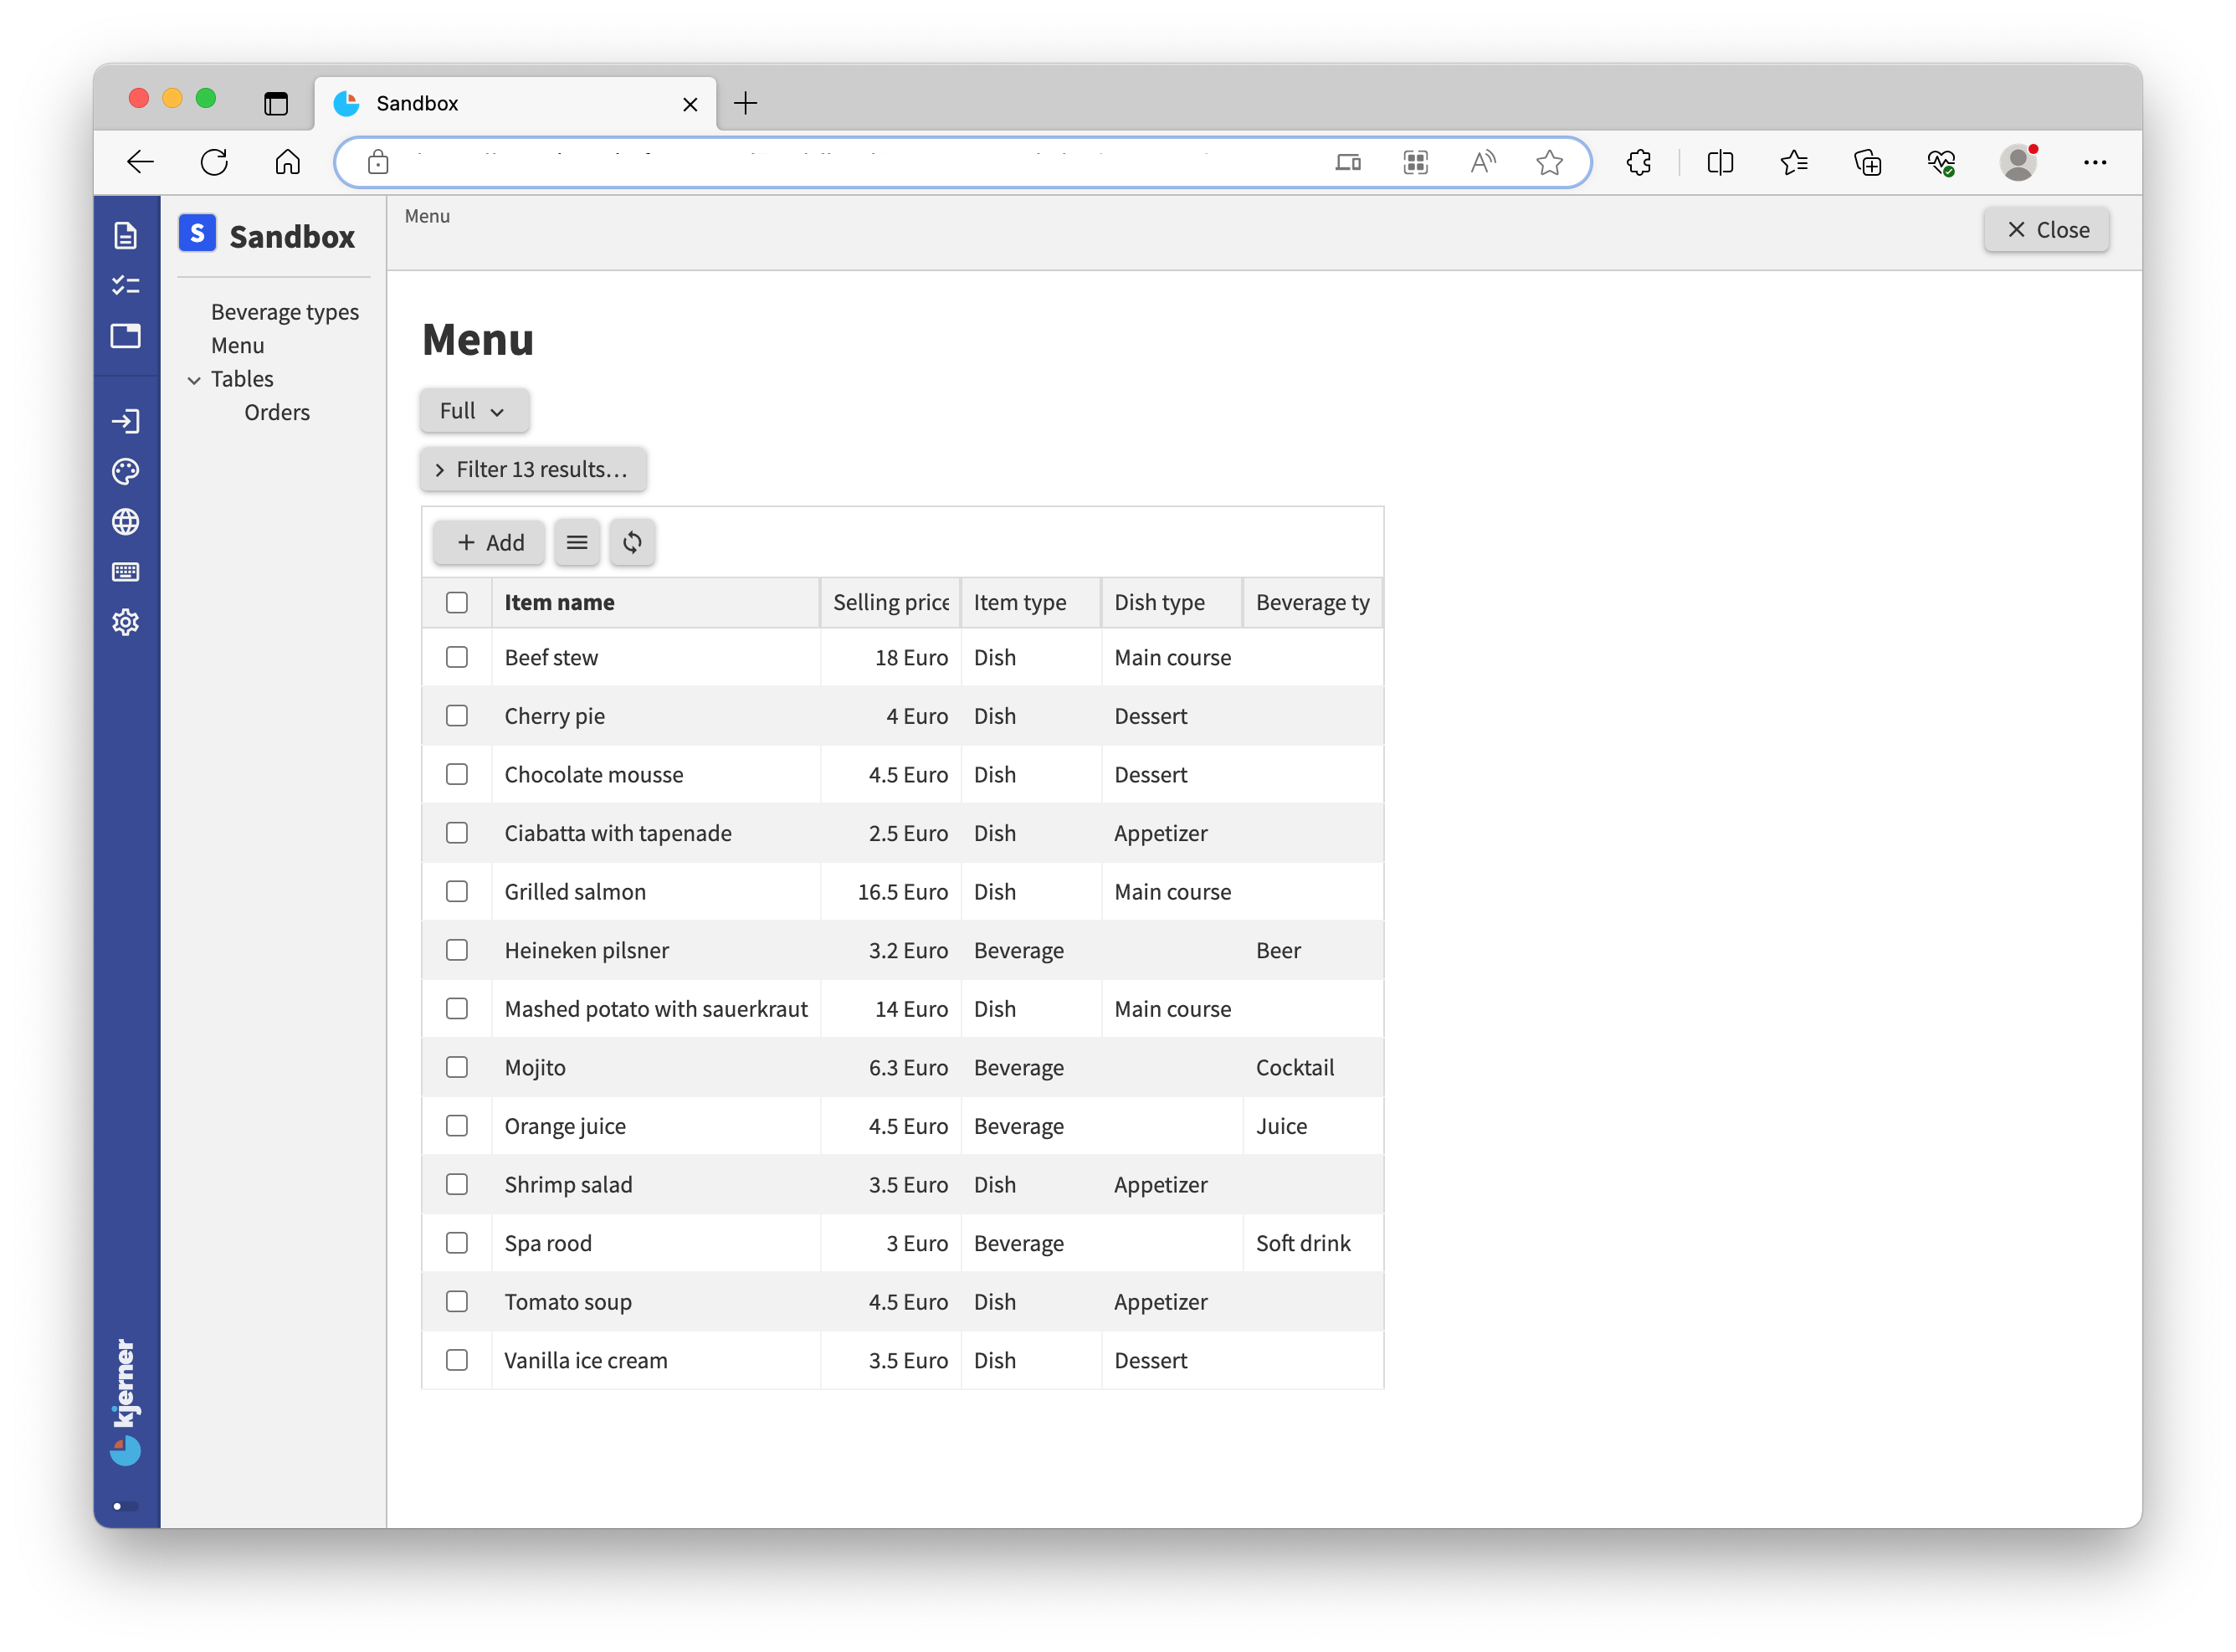 Sandbox
S Sandbox
Menu
Close
Beverage types
Menu
Tables
Orders
Menu
Full
Filter 13 results...
Add
Item name Selling price Item type Dish type Beverage ty
Beef stew 18 Euro Dish Main course
Cherry pie 4 Euro Dish Dessert
Chocolate mousse 4.5 Euro Dish Dessert
Ciabatta with tapenade 2.5 Euro Dish Appetizer
Grilled salmon 16.5 Euro Dish Main course
Heineken pilsner 3.2 Euro Beverage Beer
Mashed potato with sauerkraut 14 Euro Dish Main course
Mojito 6.3 Euro Beverage Cocktail
Orange juice 4.5 Euro Beverage Juice
Shrimp salad 3.5 Euro Dish Appetizer
Spa rood 3 Euro Beverage Soft drink
Tomato soup 4.5 Euro Dish Appetizer
Vanilla ice cream 3.5 Euro Dish Dessert
kjerner